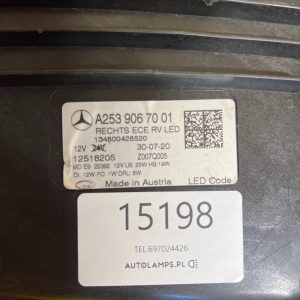 A253 906 70 01
RECHTS ECE RV LED
134800428520
12V 24V 30-07-20
12518205 Z007Q005
MD E9 22392 12V LB: 25W HB:19W
DI: 12W PD: 1W DRL: 8W
Made in Austria LED Code
15198
TEL.697024426
AUTOLAMPS.PL